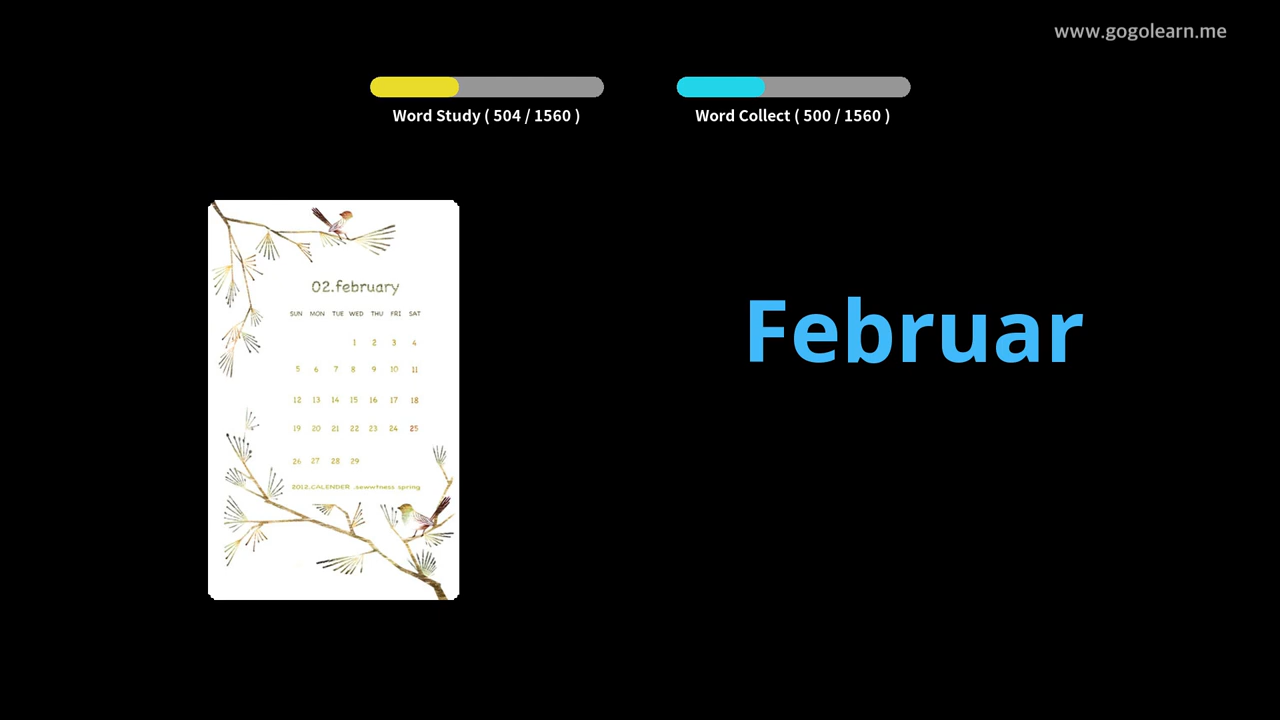 www.gogolearn.me
Word Study ( 504 / 1560 )
Word Collect ( 500 / 1560 )
02.february
SUN MON TUE WED THU FRI SAT
1 2 3 4
5 6 7 8 9 10 11
12 13 14 15 16 17 18
19 20 21 22 23 24 25
26 27 28 29
2012.CALENDER .sewwtness spring
Februar